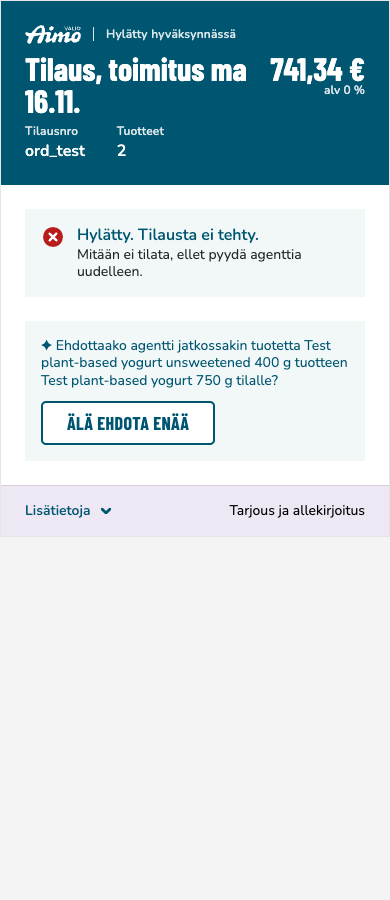 VALIO
Aimo
Hylätty hyväksynnässä
Tilaus, toimitus ma
16.11.
741,34 €
alv 0 %
Tilausnro
ord_test
Tuotteet
2
Hylätty. Tilausta ei tehty.
Mitään ei tilata, ellet pyydä agenttia
uudelleen.
Ehdottaako agentti jatkossakin tuotetta Test
plant-based yogurt unsweetened 400 g tuotteen
Test plant-based yogurt 750 g tilalle?
ÄLÄ EHDOTA ENÄÄ
Lisätietoja
Tarjous ja allekirjoitus